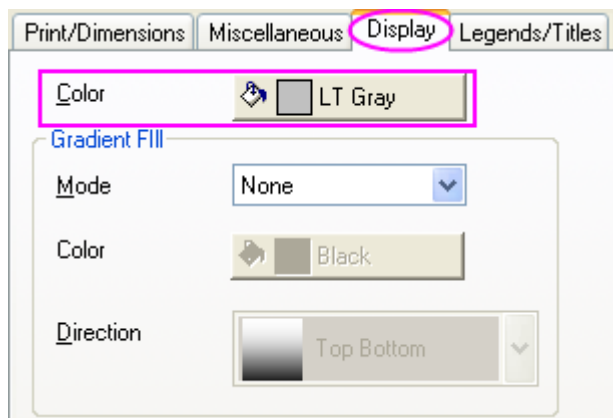 Print/Dimensions Miscellaneous Display Legends/Titles
Color LT Gray
Gradient FIll
Mode None
Color Black
Direction Top Bottom